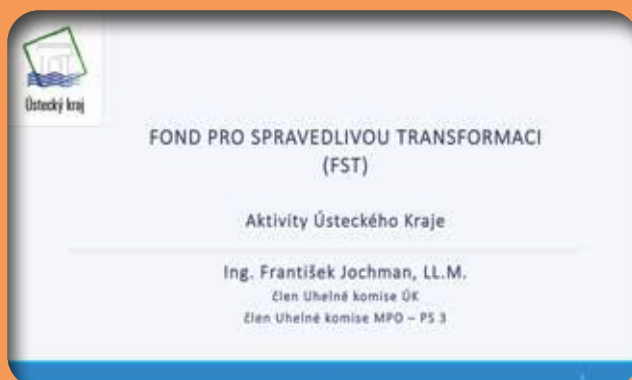 Ústecký kraj
FOND PRO SPRAVEDLIVOU TRANSFORMACI
(FST)
Aktivity Ústeckého Kraje
Ing. František Jochman, LL.M.
člen Uhelné komise ÚK
člen Uhelné komise MPO – PS 3